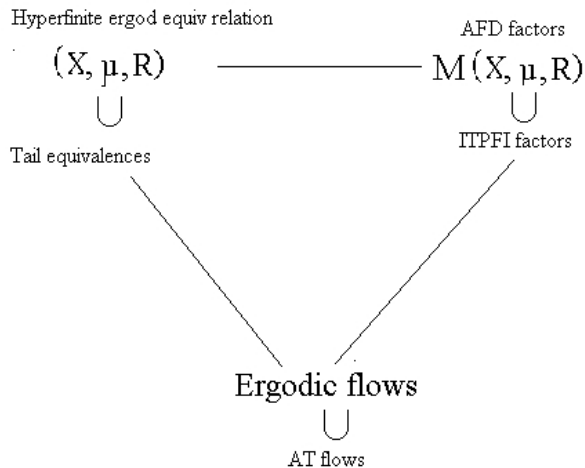 Hyperfinite ergod equiv relation
AFD factors
(X, µ, R)
M (X, µ, R)
Tail equivalences
ITPFI factors
Ergodic flows
AT flows